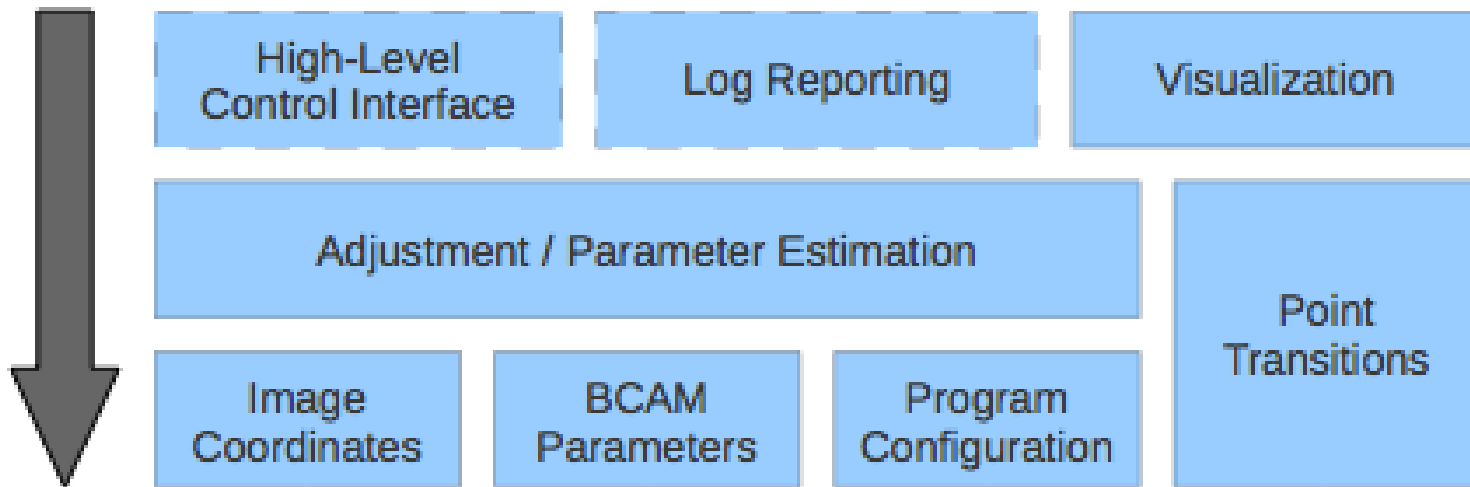 High-Level
Control Interface
Log Reporting
Visualization
Adjustment / Parameter Estimation
Point
Transitions
Image
Coordinates
BCAM
Parameters
Program
Configuration